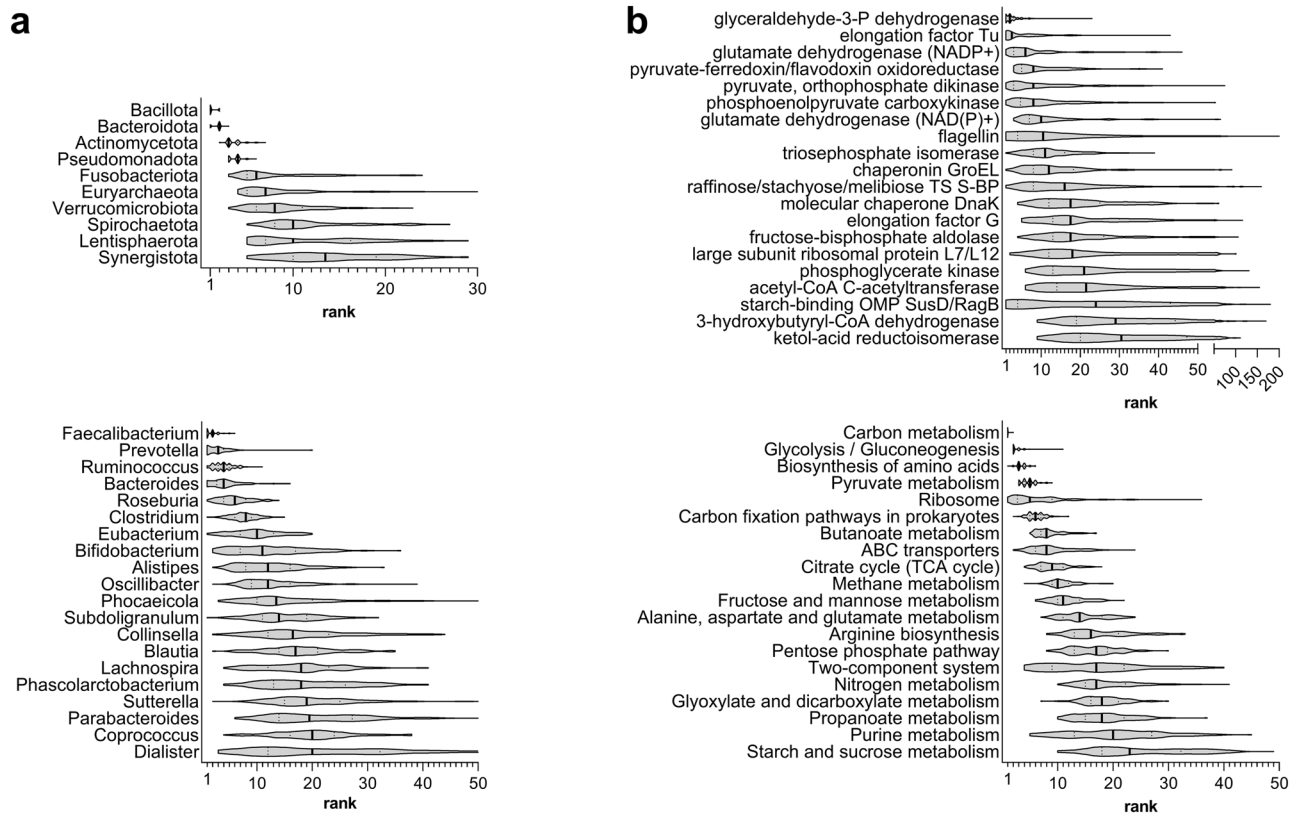 a
Bacillota
Bacteroidota
Actinomycetota
Pseudomonadota
Fusobacteriota
Euryarchaeota
Verrucomicrobiota
Spirochaetota
Lentisphaerota
Synergistota
1 10 20 30
rank
Faecalibacterium
Prevotella
Ruminococcus
Bacteroides
Roseburia
Clostridium
Eubacterium
Bifidobacterium
Alistipes
Oscillibacter
Phocaeicola
Subdoligranulum
Collinsella
Blautia
Lachnospira
Phascolarctobacterium
Sutterella
Parabacteroides
Coprococcus
Dialister
1 10 20 30 40 50
rank
b
glyceraldehyde-3-P dehydrogenase
elongation factor Tu
glutamate dehydrogenase (NADP+)
pyruvate-ferredoxin/flavodoxin oxidoreductase
pyruvate, orthophosphate dikinase
phosphoenolpyruvate carboxykinase
glutamate dehydrogenase (NAD(P)+)
flagellin
triosephosphate isomerase
chaperonin GroEL
raffinose/stachyose/melibiose TS S-BP
molecular chaperone DnaK
elongation factor G
fructose-bisphosphate aldolase
large subunit ribosomal protein L7/L12
phosphoglycerate kinase
acetyl-CoA C-acetyltransferase
starch-binding OMP SusD/RagB
3-hydroxybutyryl-CoA dehydrogenase
ketol-acid reductoisomerase
1 10 20 30 40 50 100 150 200
rank
Carbon metabolism
Glycolysis / Gluconeogenesis
Biosynthesis of amino acids
Pyruvate metabolism
Ribosome
Carbon fixation pathways in prokaryotes
Butanoate metabolism
ABC transporters
Citrate cycle (TCA cycle)
Methane metabolism
Fructose and mannose metabolism
Alanine, aspartate and glutamate metabolism
Arginine biosynthesis
Pentose phosphate pathway
Two-component system
Nitrogen metabolism
Glyoxylate and dicarboxylate metabolism
Propanoate metabolism
Purine metabolism
Starch and sucrose metabolism
1 10 20 30 40 50
rank